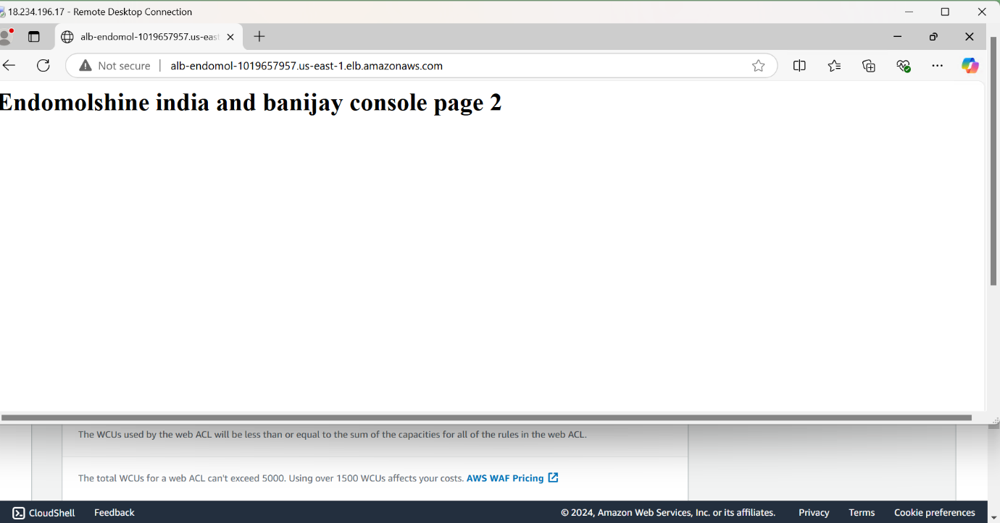 18.234.196.17 - Remote Desktop Connection
alb-endomol-1019657957.us-east
Not secure
alb-endomol-1019657957.us-east-1.elb.amazonaws.com
Endomolshine india and banijay console page 2
The WCUs used by the web ACL will be less than or equal to the sum of the capacities for all of the rules in the web ACL.
The total WCUs for a web ACL can't exceed 5000. Using over 1500 WCUs affects your costs. AWS WAF Pricing
CloudShell Feedback © 2024, Amazon Web Services, Inc. or its affiliates. Privacy Terms Cookie preferences